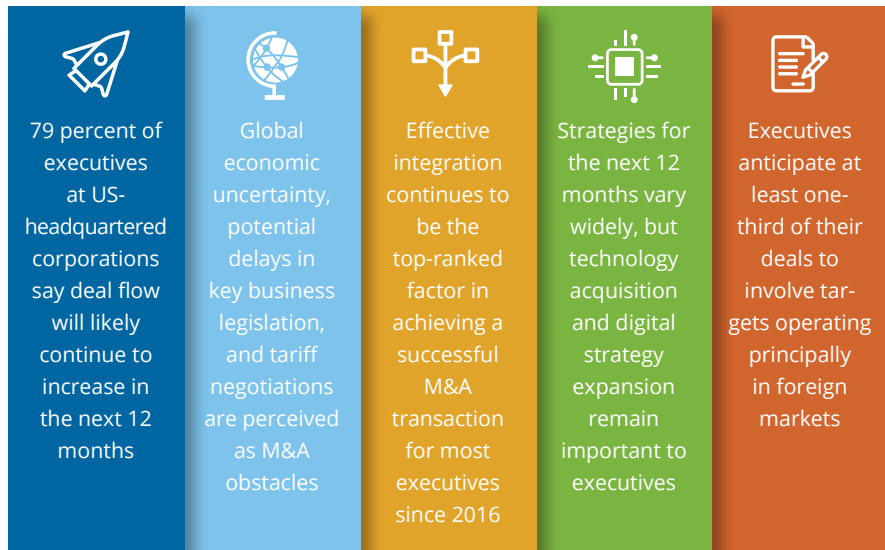 79 percent of
executives
at US-
headquartered
corporations
say deal flow
will likely
continue to
increase in
the next 12
months
Global
economic
uncertainty,
potential
delays in
key business
legislation,
and tariff
negotiations
are perceived
as M&A
obstacles
Effective
integration
continues to
be the
top-ranked
factor in
achieving a
successful
M&A
transaction
for most
executives
since 2016
Strategies for
the next 12
months vary
widely, but
technology
acquisition
and digital
strategy
expansion
remain
important to
executives
Executives
anticipate at
least one-
third of their
deals to
involve tar-
gets operating
principally
in foreign
markets